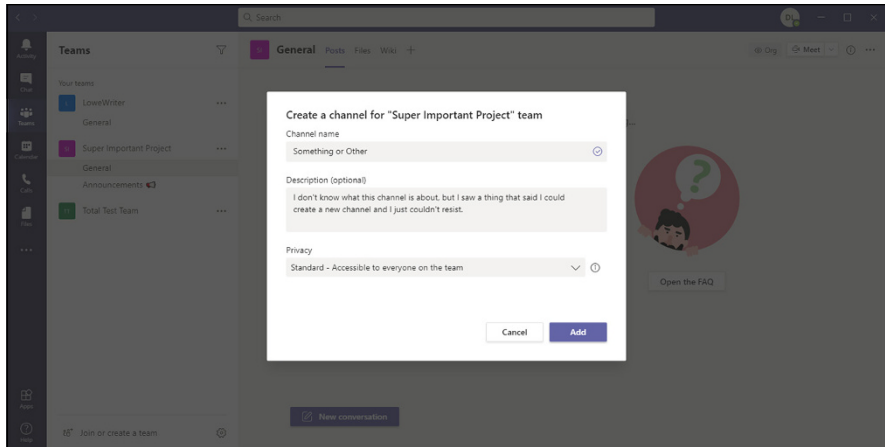 Search
DL
Activity
Chat
Teams
Calendar
Calls
Files
Apps
Help
Teams
Your teams
L LoweWriter
General
Super Important Project
General
Announcements
TT Total Test Team
Join or create a team
General Posts Files Wiki
Org Meet
Create a channel for "Super Important Project" team
Channel name
Something or Other
Description (optional)
I don't know what this channel is about, but I saw a thing that said I could
create a new channel and I just couldn't resist.
Privacy
Standard - Accessible to everyone on the team
Cancel Add
Open the FAQ
New conversation